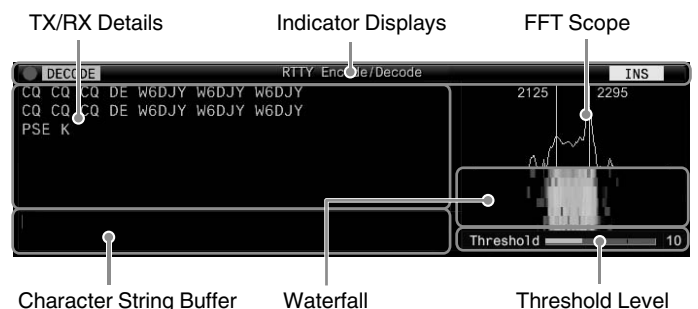 TX/RX Details Indicator Displays FFT Scope
DECODE RTTY Encode/Decode INS
CQ CQ CQ DE W6DJY W6DJY W6DJY
CQ CQ CQ DE W6DJY W6DJY W6DJY
PSE K
2125 2295
Threshold 10
Character String Buffer Waterfall Threshold Level